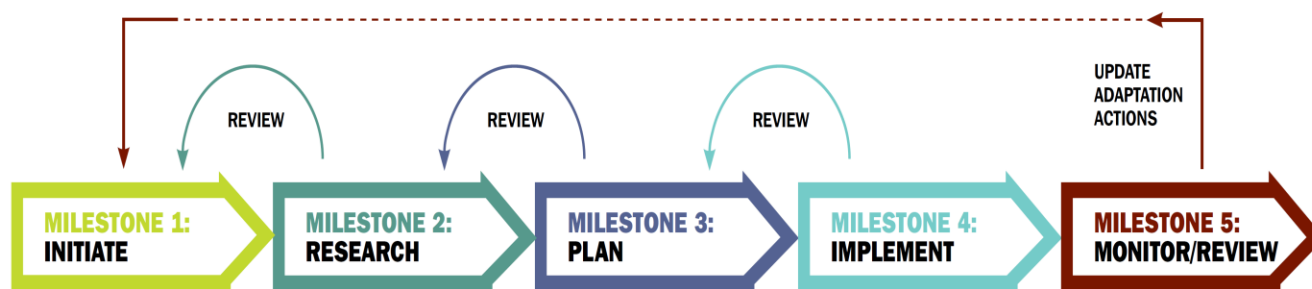 UPDATE
ADAPTATION
ACTIONS
REVIEW
REVIEW
REVIEW
MILESTONE 1:
INITIATE
MILESTONE 2:
RESEARCH
MILESTONE 3:
PLAN
MILESTONE 4:
IMPLEMENT
MILESTONE 5:
MONITOR/REVIEW